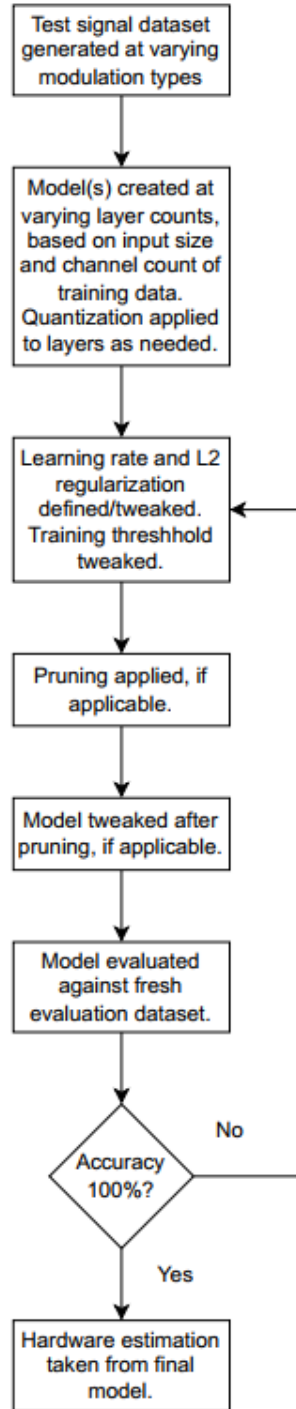 Test signal dataset
generated at varying
modulation types
Model(s) created at
varying layer counts,
based on input size
and channel count of
training data.
Quantization applied
to layers as needed.
Learning rate and L2
regularization
defined/tweaked.
Training threshhold
tweaked.
Pruning applied, if
applicable.
Model tweaked after
pruning, if applicable.
Model evaluated
against fresh
evaluation dataset.
Accuracy
100%?
No
Yes
Hardware estimation
taken from final
model.